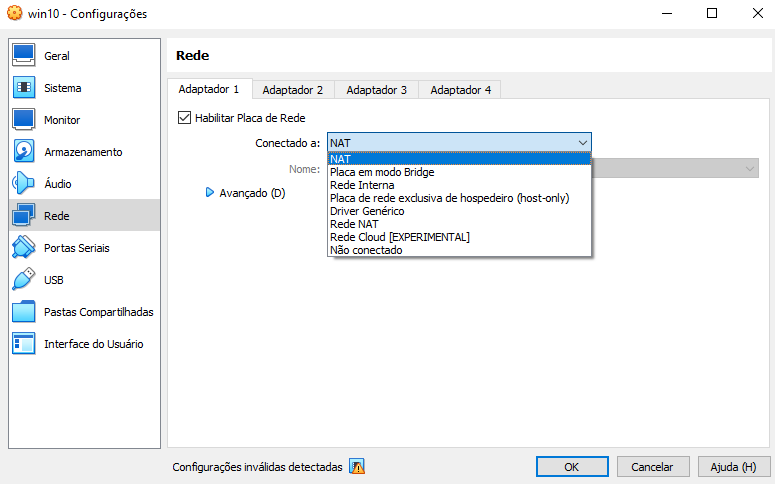 win10 - Configurações
Geral
Sistema
Monitor
Armazenamento
Áudio
Rede
Portas Seriais
USB
Pastas Compartilhadas
Interface do Usuário
Rede
Adaptador 1 Adaptador 2 Adaptador 3 Adaptador 4
Habilitar Placa de Rede
Conectado a: NAT
NAT
Placa em modo Bridge
Rede Interna
Placa de rede exclusiva de hospedeiro (host-only)
Driver Genérico
Rede NAT
Rede Cloud [EXPERIMENTAL]
Não conectado
Nome:
Avançado (D)
Configurações inválidas detectadas
OK Cancelar Ajuda (H)